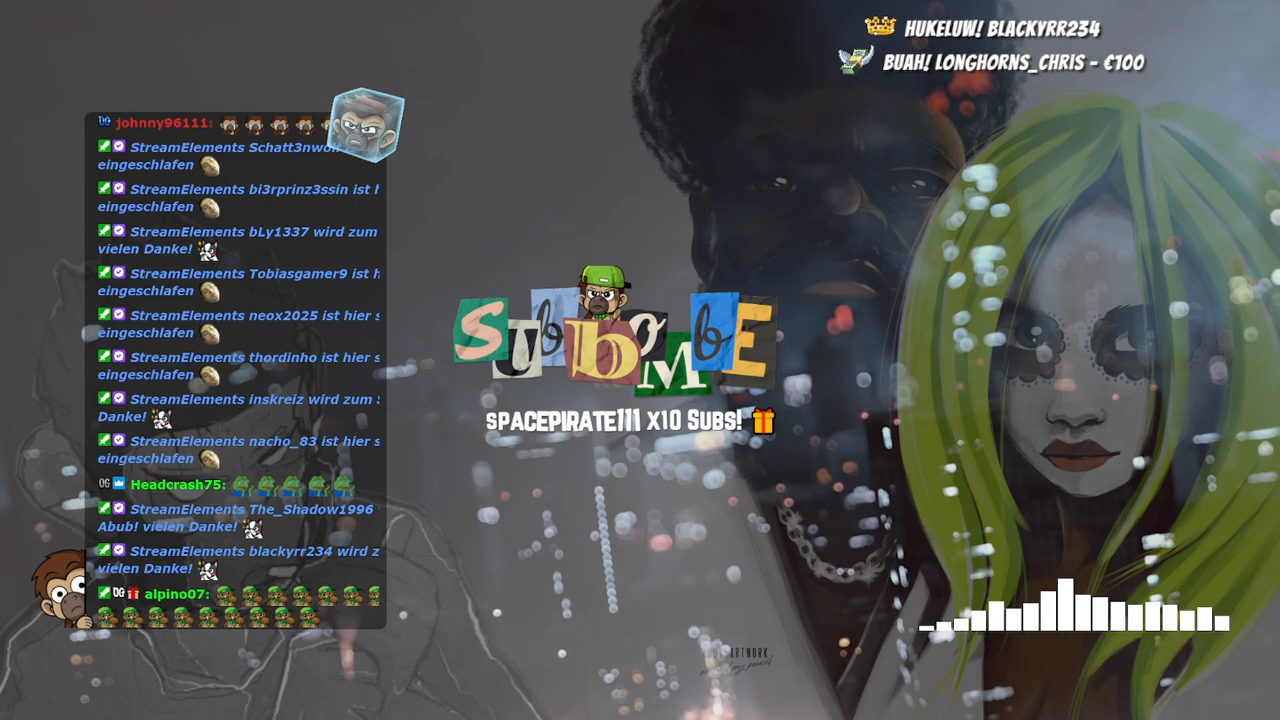 HUKELUW! BLACKYRR234
BUAH! LONGHORNS_CHRIS - €100
johnny96111:
StreamElements Schatt3nwo
eingeschlafen
StreamElements bi3rprinz3ssin ist h
eingeschlafen
StreamElements bLy1337 wird zum
vielen Danke!
StreamElements Tobiasgamer9 ist h
eingeschlafen
StreamElements neox2025 ist hier s
eingeschlafen
StreamElements thordinho ist hier s
eingeschlafen
StreamElements inskreiz wird zum s
Danke!
StreamElements nacho_83 ist hier s
eingeschlafen
OG Headcrash75:
StreamElements The_Shadow1996
Abub! vielen Danke!
StreamElements blackyrr234 wird z
vielen Danke!
OG alpino07:
SUbbOMbE
SPACEPIRATE111 X10 SUBS!
ARTWORK